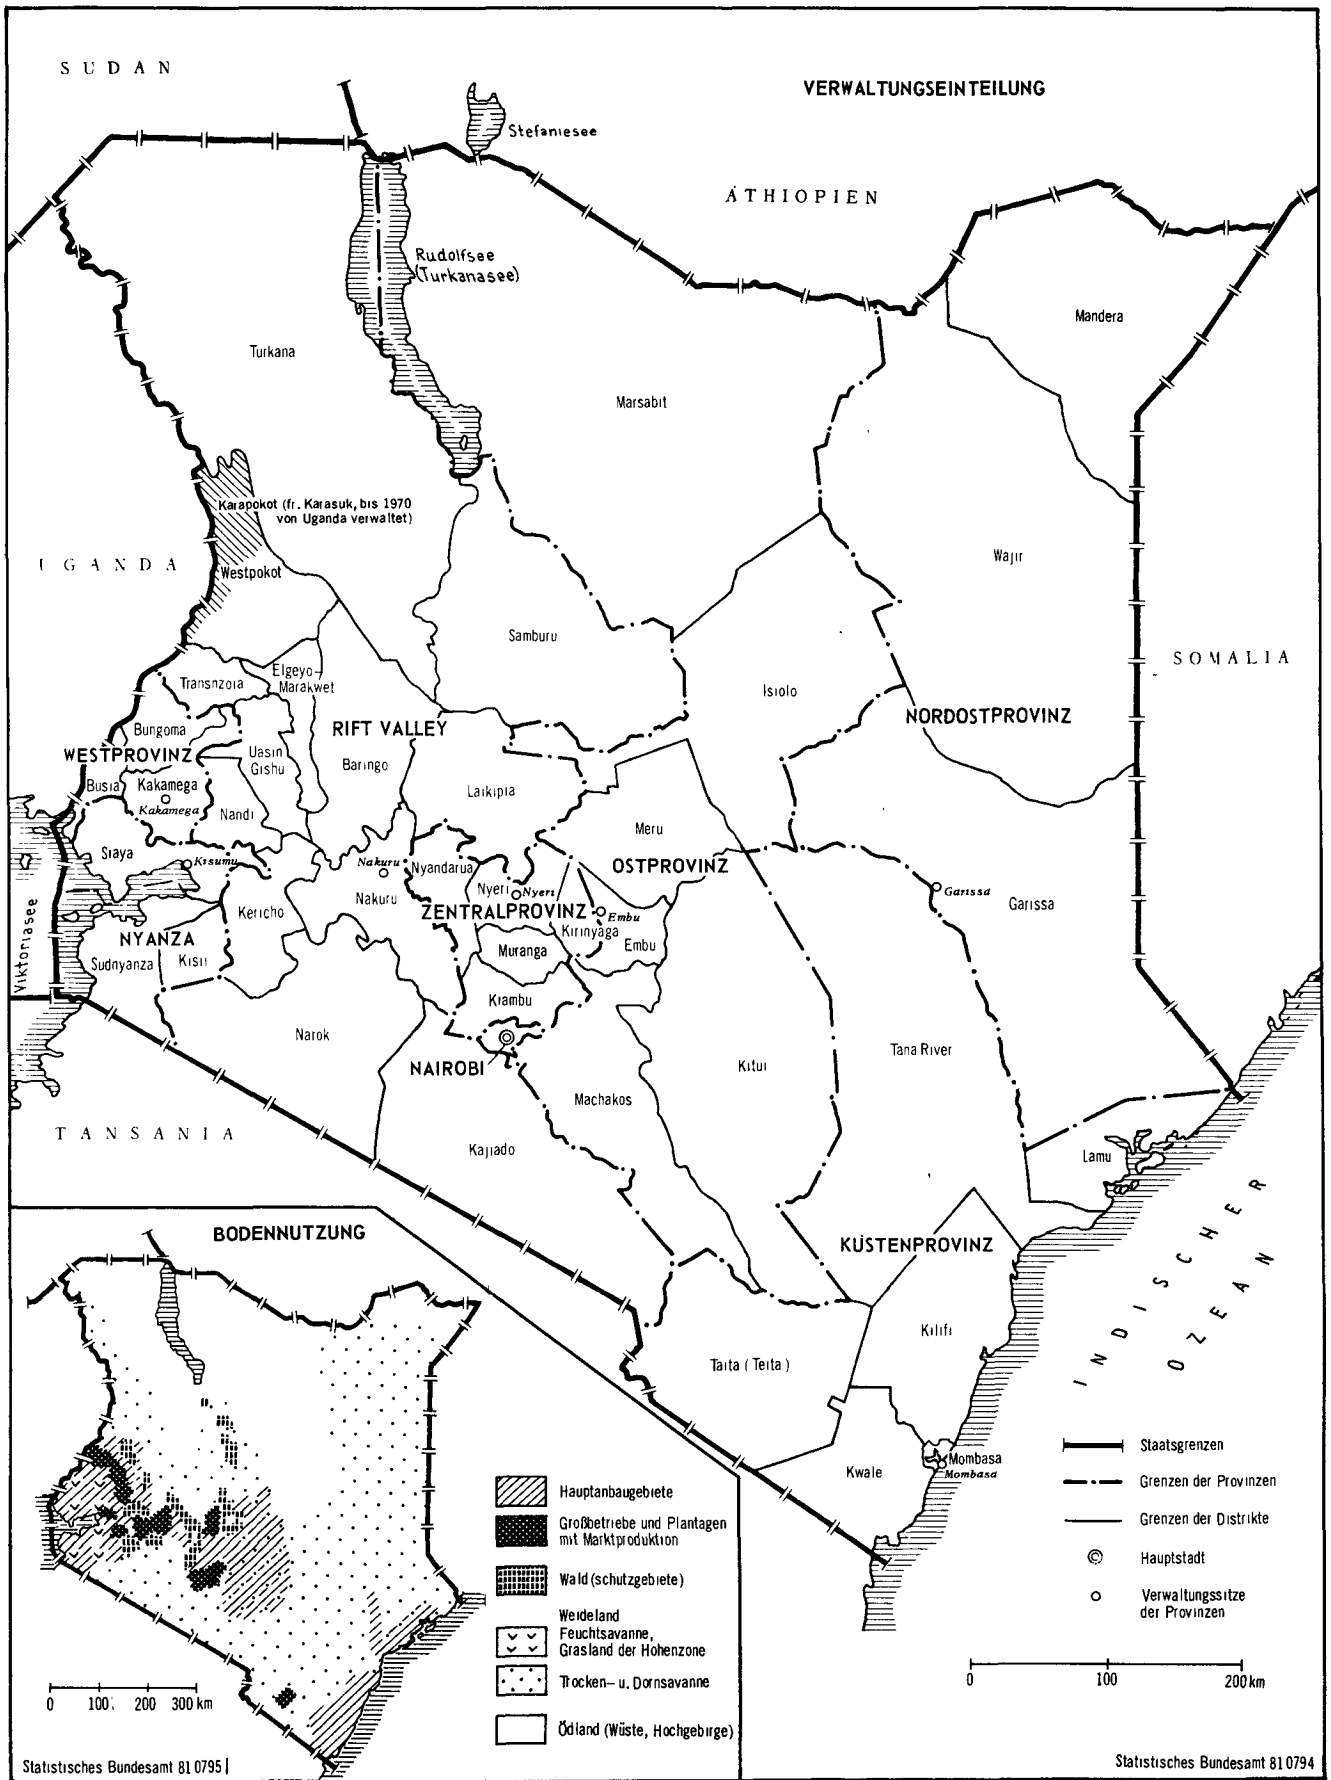 SUDAN
VERWALTUNGSEINTEILUNG
Stefaniesee
ÄTHIOPIEN
Rudolfsee
(Turkanasee)
Mandera
Turkana
Marsabit
Karapokot (fr. Karasuk, bis 1970
von Uganda verwaltet)
UGANDA
Westpokot
Wajir
Samburu
SOMALIA
Elgeyo-
Marakwet
Transnzoia
Isiolo
Bungoma
RIFT VALLEY
NORDOSTPROVINZ
WESTPROVINZ
Uasin
Gishu
Baringo
Busia
Kakamega
Kakamega
Laikipia
Nandi
Meru
Siaya
Kisumu
Nakuru
Nyandarua
OSTPROVINZ
Nyeri
Nyeri
Garissa
Garissa
Nakuru
Kericho
ZENTRALPROVINZ
Embu
Kirinyaga
Embu
NYANZA
Viktoriasee
Südnyanza
Kisii
Muranga
Kiambu
Narok
NAIROBI
Kitui
Tana River
Machakos
TANSANIA
Kajiado
Lamu
KÜSTENPROVINZ
INDISCHER
OZEAN
Kilifi
Taita (Teita)
Kwale
Mombasa
Mombasa
Staatsgrenzen
Grenzen der Provinzen
Grenzen der Distrikte
Hauptstadt
Verwaltungssitze
der Provinzen
0 100 200 km
Statistisches Bundesamt 81 0794
BODENNUTZUNG
Hauptanbaugebiete
Großbetriebe und Plantagen
mit Marktproduktion
Wald (schutzgebiete)
Weideland
Feuchtsavanne,
Grasland der Höhenzone
Trocken- u. Dornsavanne
Ödland (Wüste, Hochgebirge)
0 100 200 300 km
Statistisches Bundesamt 81 0795